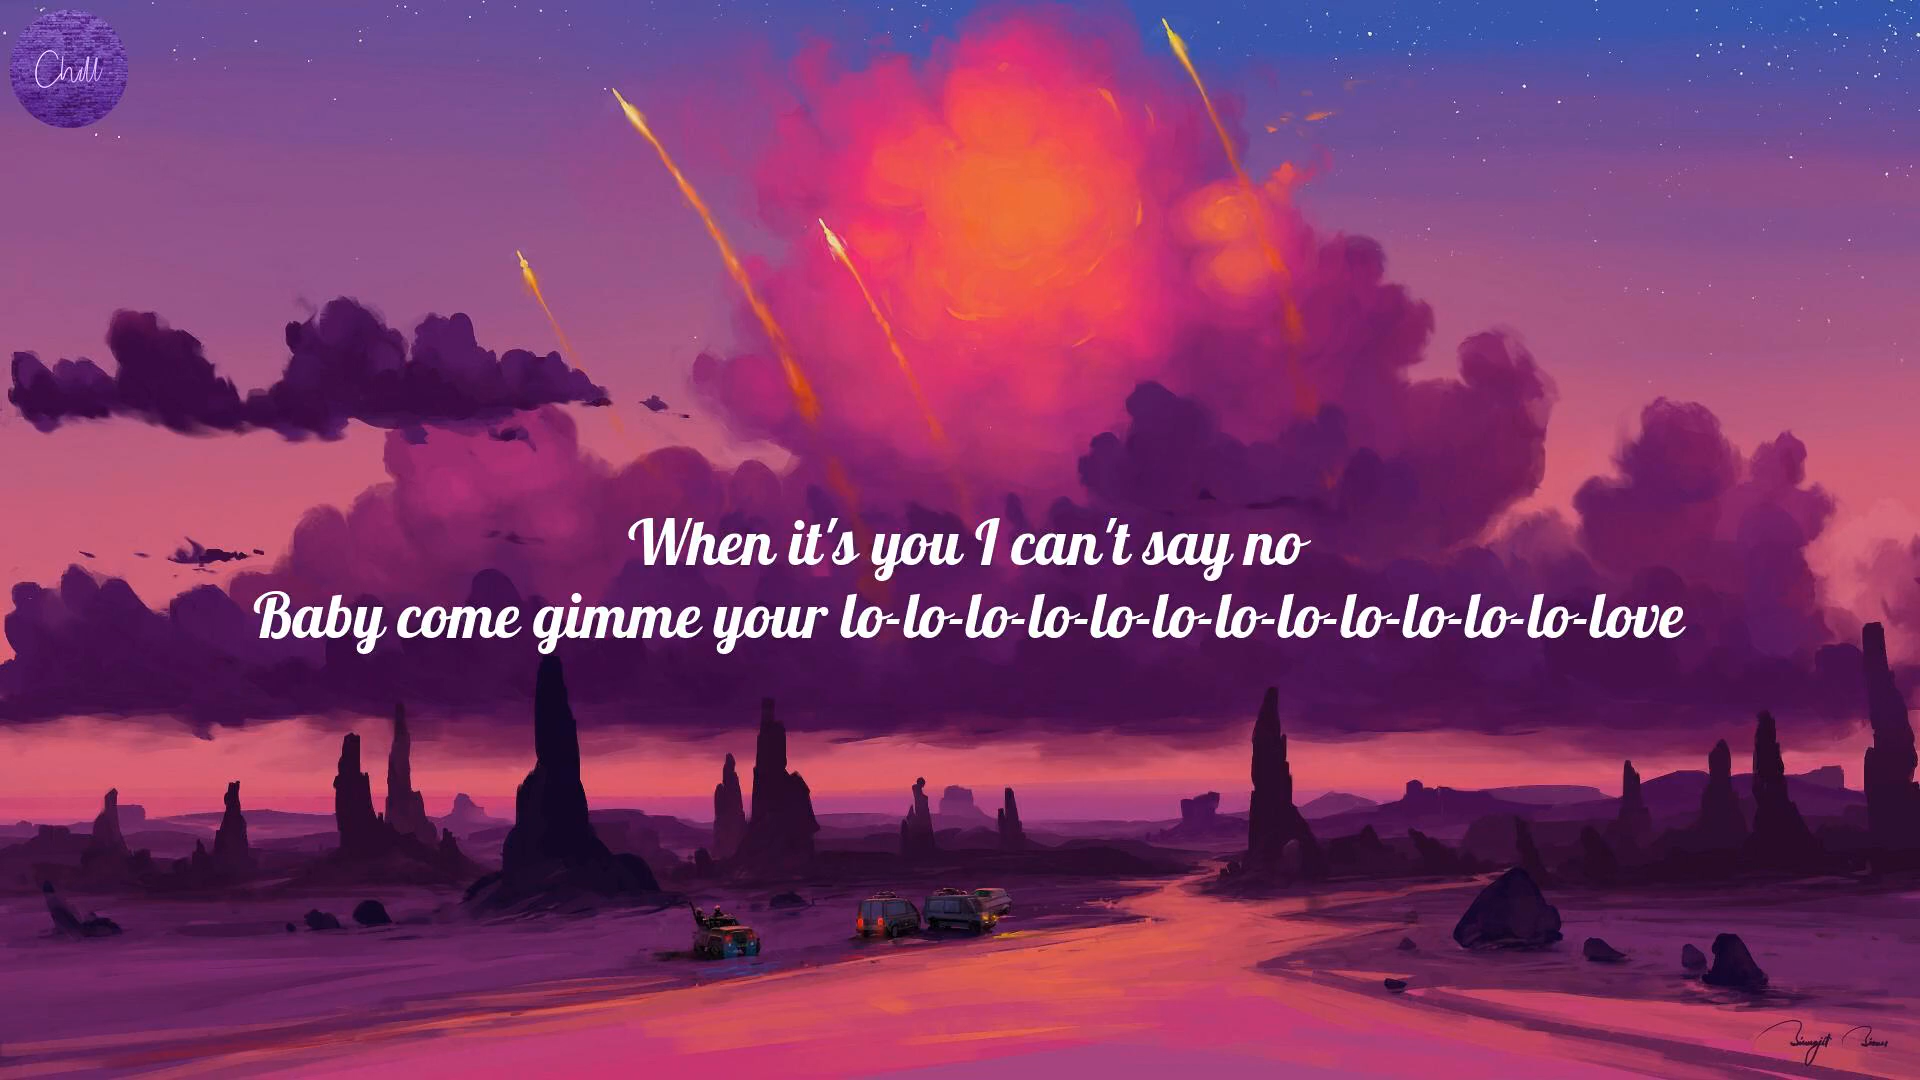 Chill
When it's you I can't say no
Baby come gimme your lo-lo-lo-lo-lo-lo-lo-lo-lo-lo-lo-lo-love